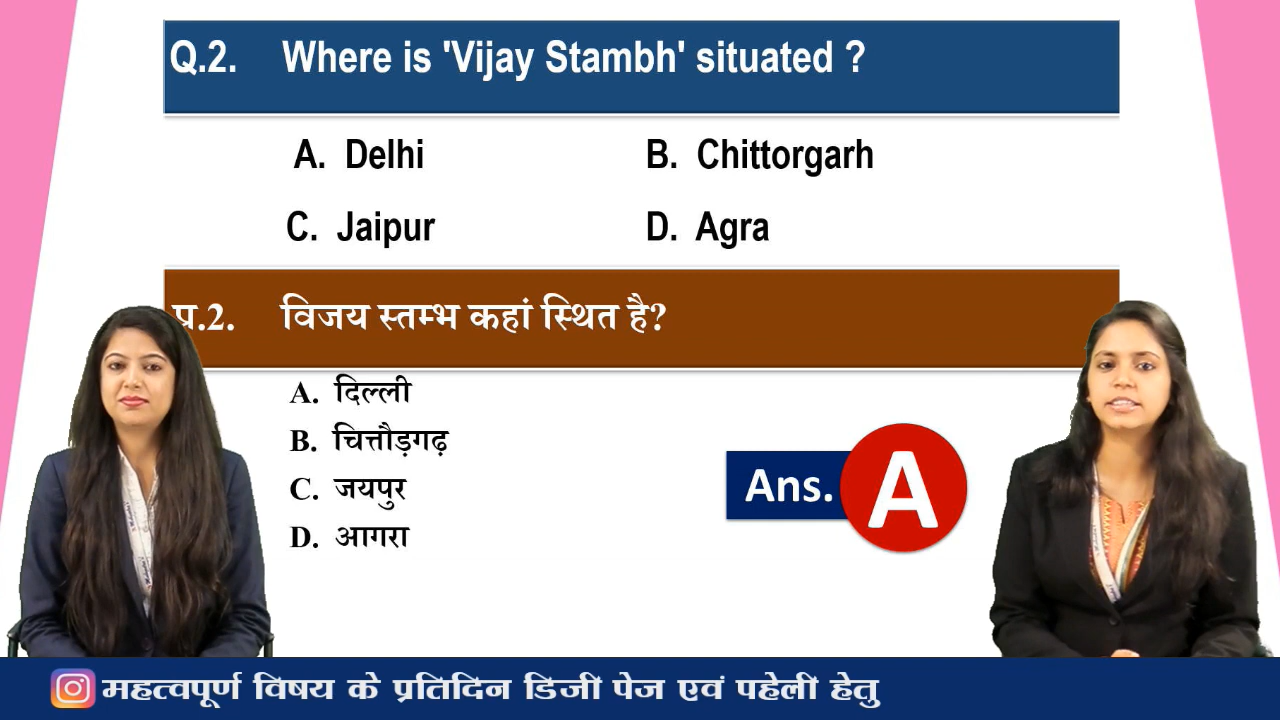 Q.2. Where is 'Vijay Stambh' situated ?
A. Delhi B. Chittorgarh
C. Jaipur D. Agra
प्र.2. विजय स्तम्भ कहां स्थित है?
A. दिल्ली
B. चित्तौड़गढ़
C. जयपुर
D. आगरा
Ans. A
महत्वपूर्ण विषय के प्रतिदिन डिजी पेज एवं पहेली हेतु